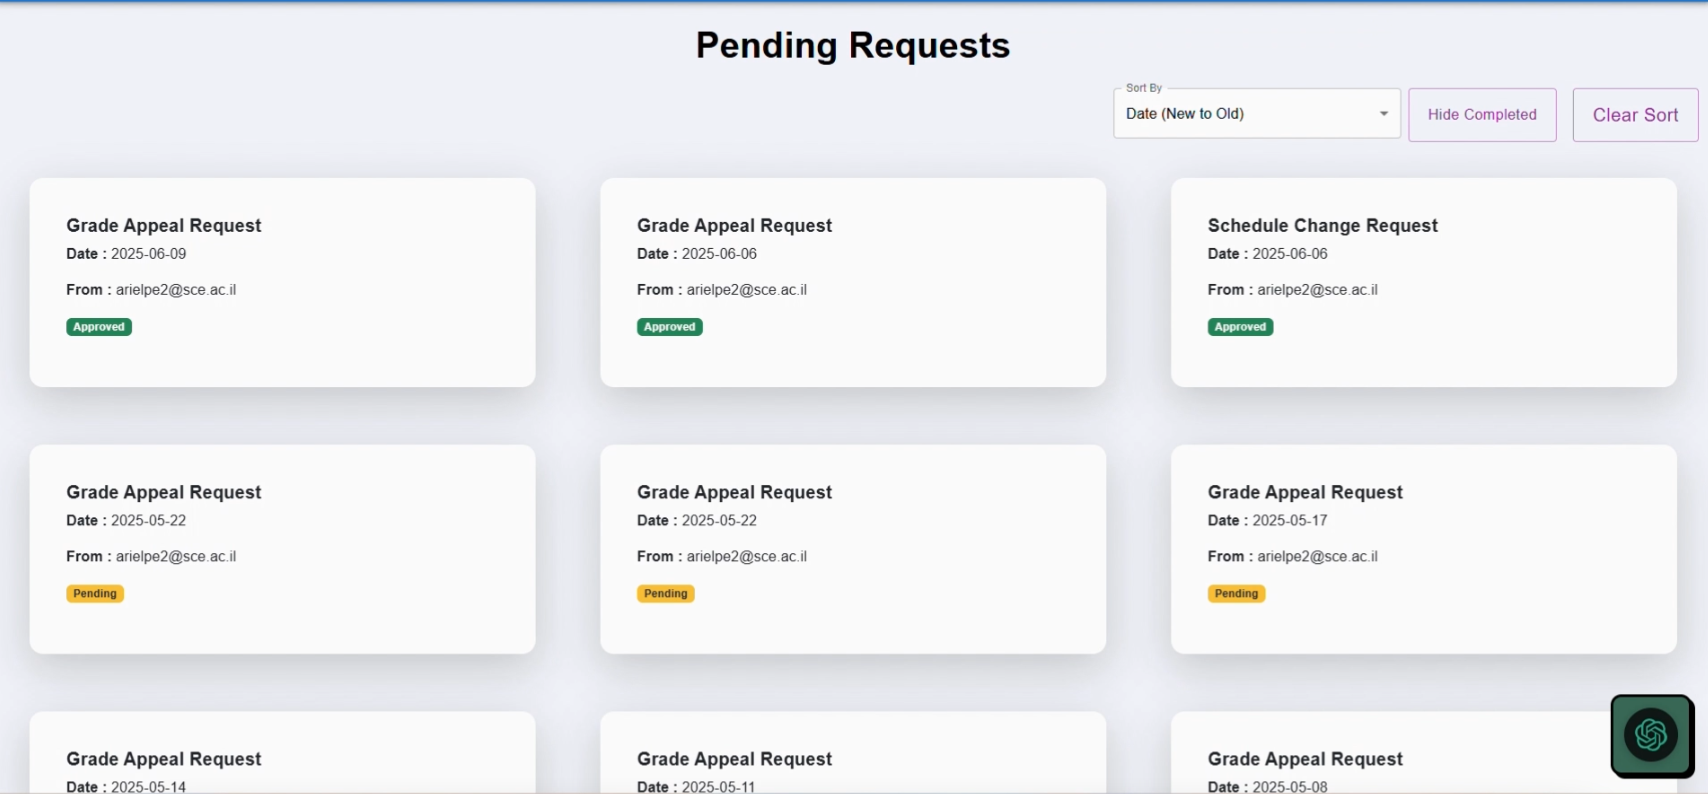 Pending Requests
Sort By
Date (New to Old)
Hide Completed
Clear Sort
Grade Appeal Request
Date : 2025-06-09
From : arielpe2@sce.ac.il
Approved
Grade Appeal Request
Date : 2025-06-06
From : arielpe2@sce.ac.il
Approved
Schedule Change Request
Date : 2025-06-06
From : arielpe2@sce.ac.il
Approved
Grade Appeal Request
Date : 2025-05-22
From : arielpe2@sce.ac.il
Pending
Grade Appeal Request
Date : 2025-05-22
From : arielpe2@sce.ac.il
Pending
Grade Appeal Request
Date : 2025-05-17
From : arielpe2@sce.ac.il
Pending
Grade Appeal Request
Date : 2025-05-14
Grade Appeal Request
Date : 2025-05-11
Grade Appeal Request
Date : 2025-05-08